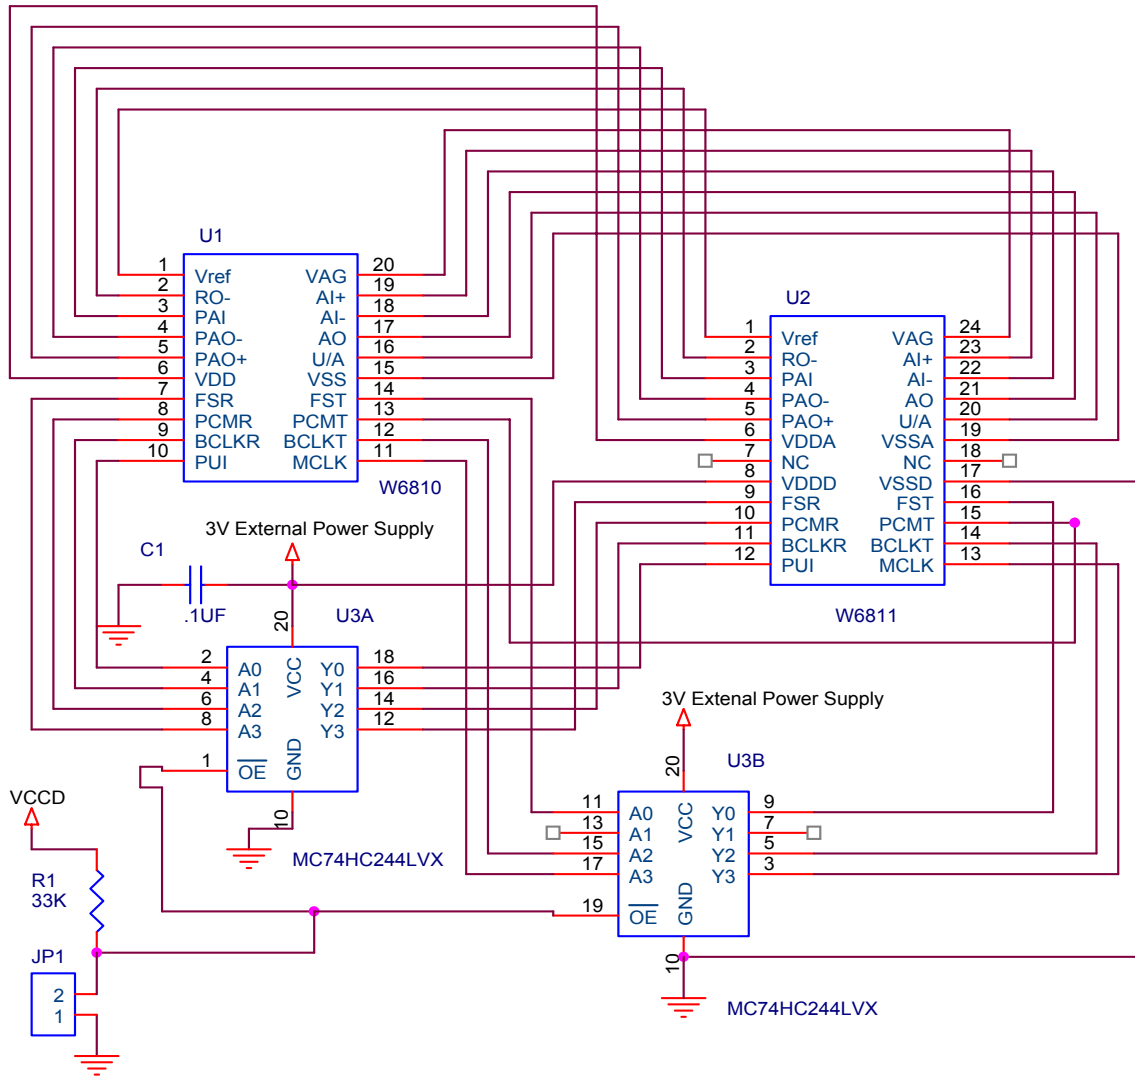 U1
1 Vref VAG 20
2 RO- AI+ 19
3 PAI AI- 18
4 PAO- AO 17
5 PAO+ U/A 16
6 VDD VSS 15
7 FSR FST 14
8 PCMR PCMT 13
9 BCLKR BCLKT 12
10 PUI MCLK 11
W6810
U2
1 Vref VAG 24
2 RO- AI+ 23
3 PAI AI- 22
4 PAO- AO 21
5 PAO+ U/A 20
6 VDDA VSSA 19
7 NC NC 18
8 VDDD VSSD 17
9 FSR FST 16
10 PCMR PCMT 15
11 BCLKR BCLKT 14
12 PUI MCLK 13
W6811
3V External Power Supply
C1
.1UF
U3A
20
VCC
2 A0 Y0 18
4 A1 Y1 16
6 A2 Y2 14
8 A3 Y3 12
1 OE
GND
10
MC74HC244LVX
3V Extenal Power Supply
U3B
20
VCC
11 A0 Y0 9
13 A1 Y1 7
15 A2 Y2 5
17 A3 Y3 3
19 OE
GND
10
MC74HC244LVX
VCCD
R1
33K
JP1
2
1